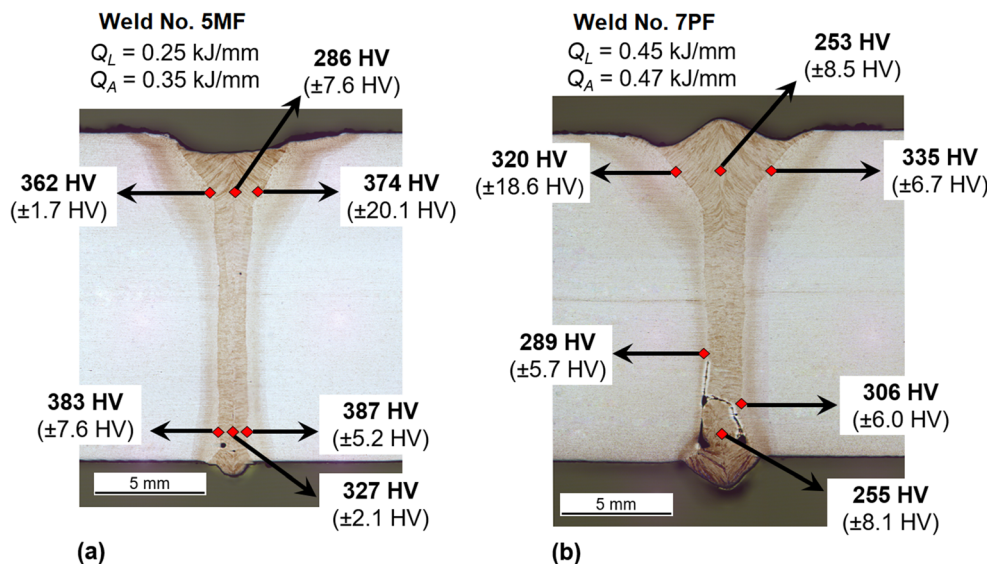 Weld No. 5MF
Q_L = 0.25 kJ/mm
Q_A = 0.35 kJ/mm
286 HV
(±7.6 HV)
362 HV
(±1.7 HV)
374 HV
(±20.1 HV)
383 HV
(±7.6 HV)
387 HV
(±5.2 HV)
327 HV
(±2.1 HV)
5 mm
(a)
Weld No. 7PF
Q_L = 0.45 kJ/mm
Q_A = 0.47 kJ/mm
253 HV
(±8.5 HV)
320 HV
(±18.6 HV)
335 HV
(±6.7 HV)
289 HV
(±5.7 HV)
306 HV
(±6.0 HV)
255 HV
(±8.1 HV)
5 mm
(b)